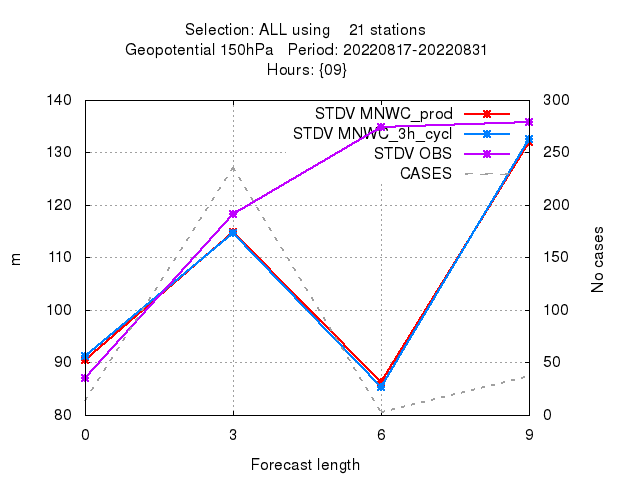 Selection: ALL using    21 stations
Geopotential 150hPa   Period: 20220817-20220831
Hours: {09}
140 300
STDV MNWC_prod
STDV MNWC_3h_cycl
130 250
STDV OBS
CASES
120 200
110 150
100 100
90 50
80 0
m
No cases
0 3 6 9
Forecast length